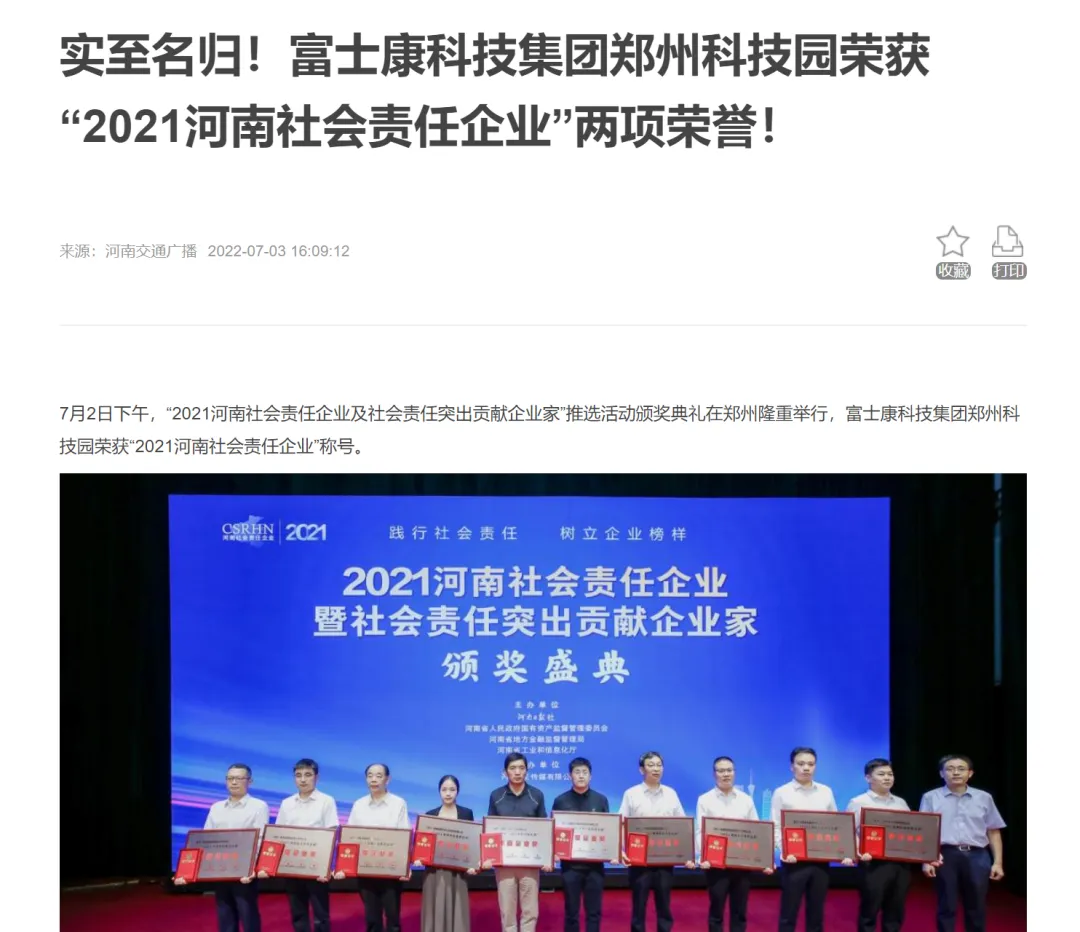 实至名归！富士康科技集团郑州科技园荣获
“2021河南社会责任企业”两项荣誉！
来源：河南交通广播 2022-07-03 16:09:12
收藏 打印
7月2日下午，“2021河南社会责任企业及社会责任突出贡献企业家”推选活动颁奖典礼在郑州隆重举行，富士康科技集团郑州科
技园荣获“2021河南社会责任企业”称号。
CSRHN 2021
河南社会责任企业
践行社会责任 树立企业榜样
2021河南社会责任企业
暨社会责任突出贡献企业家
颁奖盛典
主办单位
河南日报社
河南省人民政府国有资产监督管理委员会
河南省地方金融监督管理局
河南省工业和信息化厅
办单位